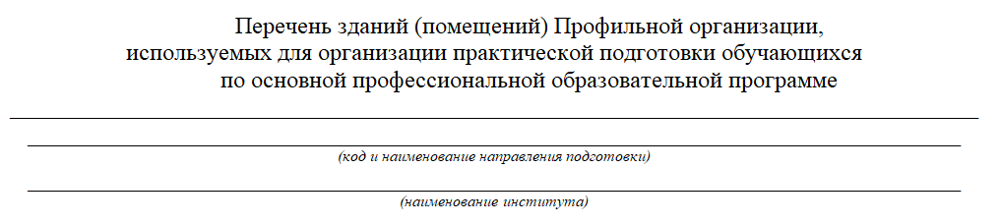 Перечень зданий (помещений) Профильной организации,
используемых для организации практической подготовки обучающихся
по основной профессиональной образовательной программе
(код и наименование направления подготовки)
(наименование института)